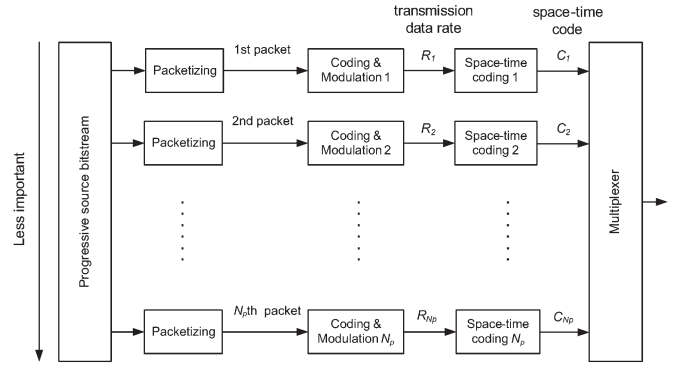 transmission
data rate
space-time
code
Less important
Progressive source bitstream
Packetizing
1st packet
Coding &
Modulation 1
R1
Space-time
coding 1
C1
Packetizing
2nd packet
Coding &
Modulation 2
R2
Space-time
coding 2
C2
Packetizing
Npth packet
Coding &
Modulation Np
RNp
Space-time
coding Np
CNp
Multiplexer